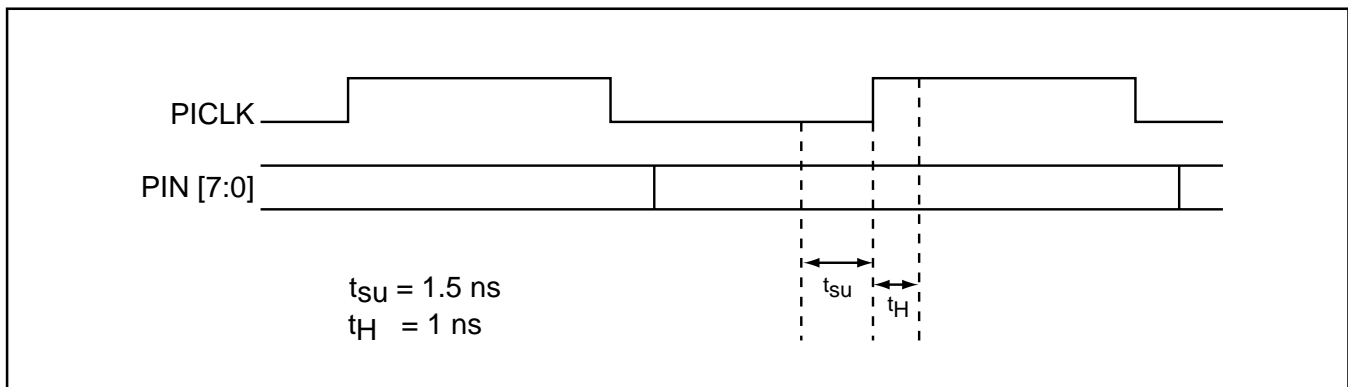 PICLK
PIN [7:0]
tsu
tH
tsu = 1.5 ns
tH = 1 ns